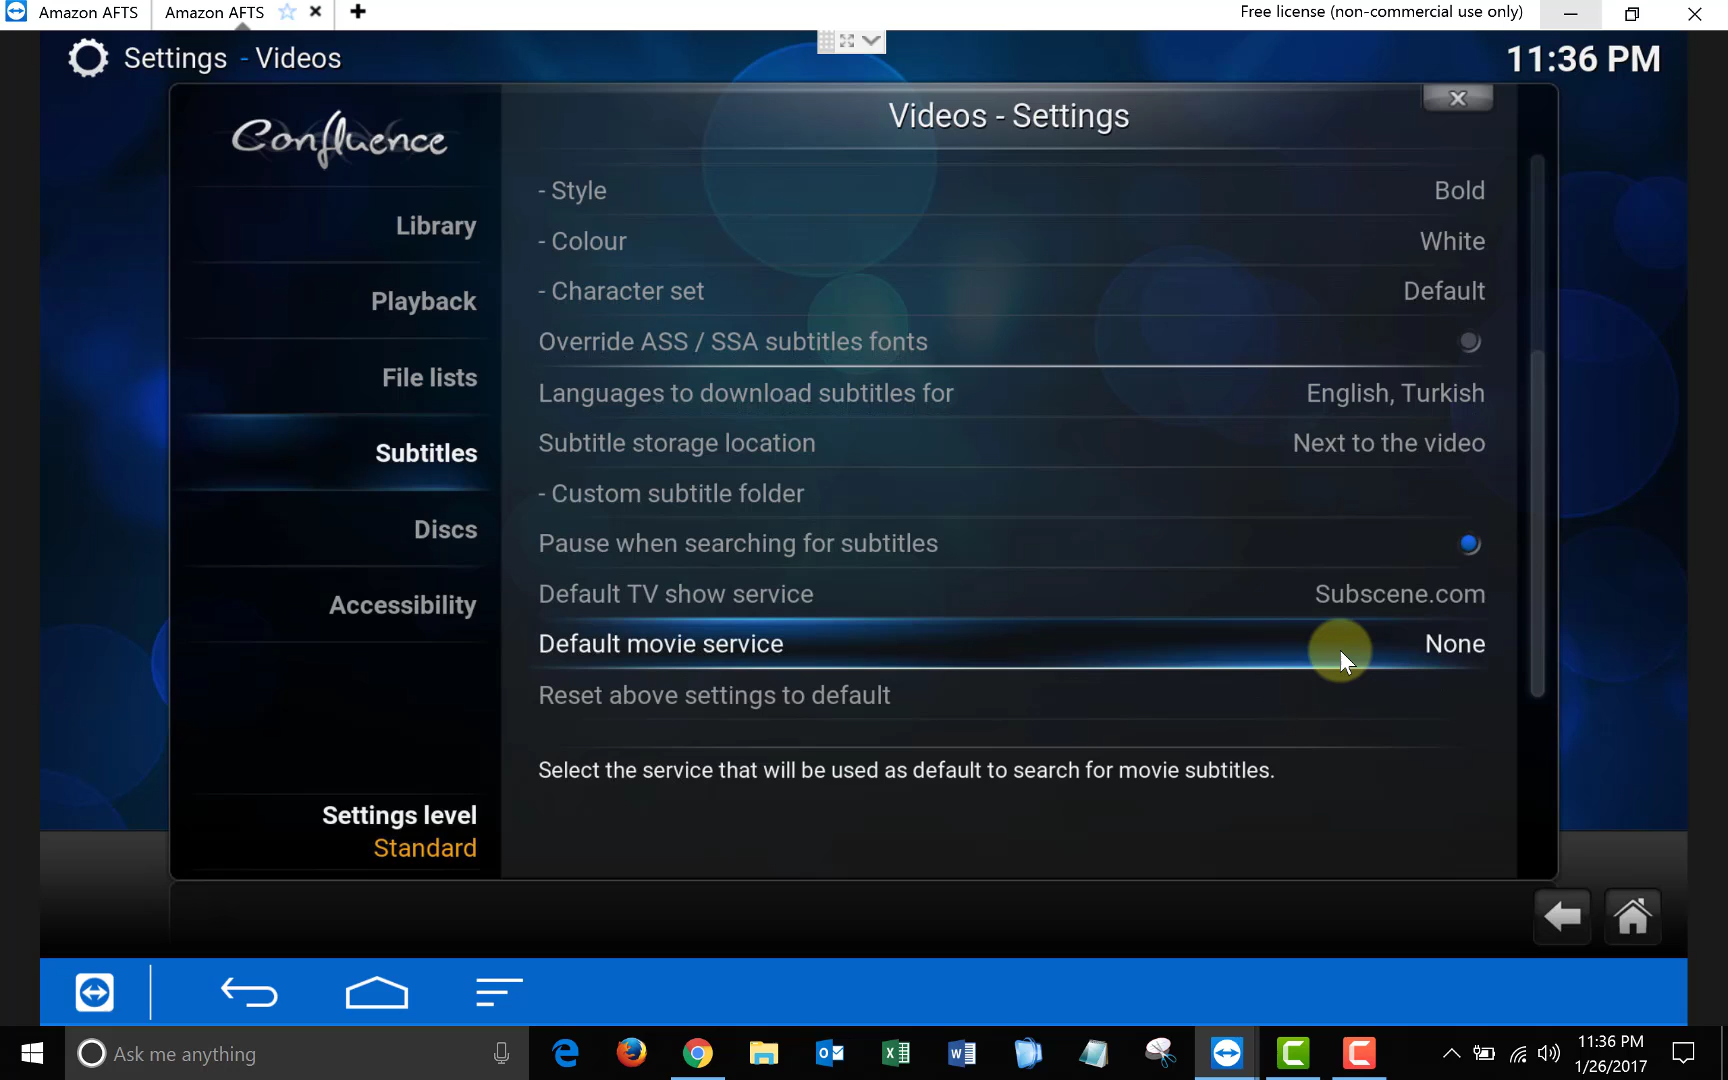 Amazon AFTS
Amazon AFTS
Free license (non-commercial use only)
Settings - Videos
11:36 PM
Confluence
Videos - Settings
Library
Playback
File lists
Subtitles
Discs
Accessibility
Settings level
Standard
- Style Bold
- Colour White
- Character set Default
Override ASS / SSA subtitles fonts
Languages to download subtitles for English, Turkish
Subtitle storage location Next to the video
- Custom subtitle folder
Pause when searching for subtitles
Default TV show service Subscene.com
Default movie service None
Reset above settings to default
Select the service that will be used as default to search for movie subtitles.
Ask me anything
11:36 PM
1/26/2017